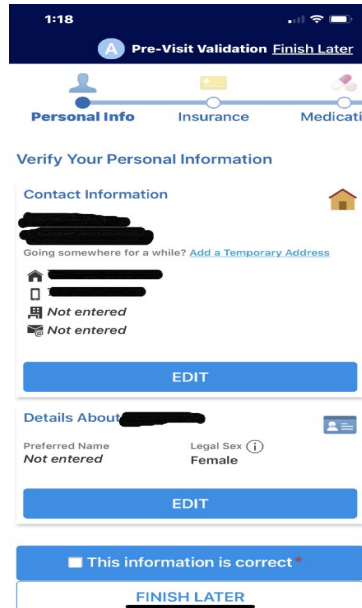 1:18
A Pre-Visit Validation Finish Later
Personal Info Insurance Medicati
Verify Your Personal Information
Contact Information
Going somewhere for a while? Add a Temporary Address
Not entered
Not entered
EDIT
Details About
Preferred Name Legal Sex i
Not entered Female
EDIT
This information is correct*
FINISH LATER